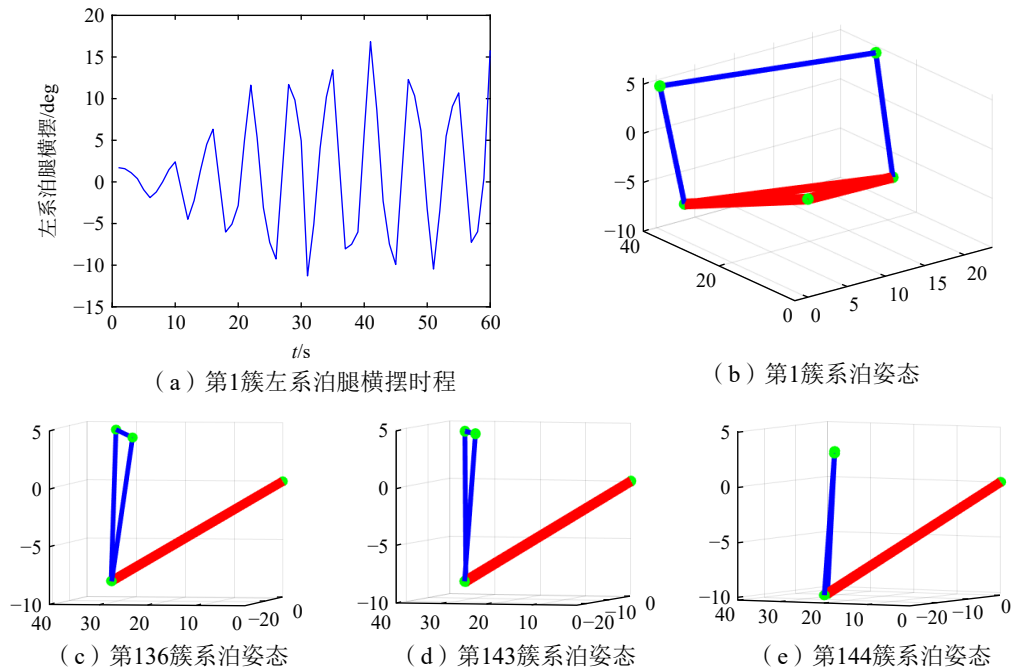 20
15
10
5
0
−5
−10
−15
左系泊腿横摆/deg
0 10 20 30 40 50 60
t/s
（a）第1簇左系泊腿横摆时程
5
0
−5
−10
40
20
0 0 5 10 15 20
（b）第1簇系泊姿态
5
0
−5
−10
40 30 20 10 0 −20 0
（c）第136簇系泊姿态
5
0
−5
−10
40 30 20 10 0 −20 −10 0
（d）第143簇系泊姿态
5
0
−5
−10
40 30 20 10 0 −20 −10 0
（e）第144簇系泊姿态